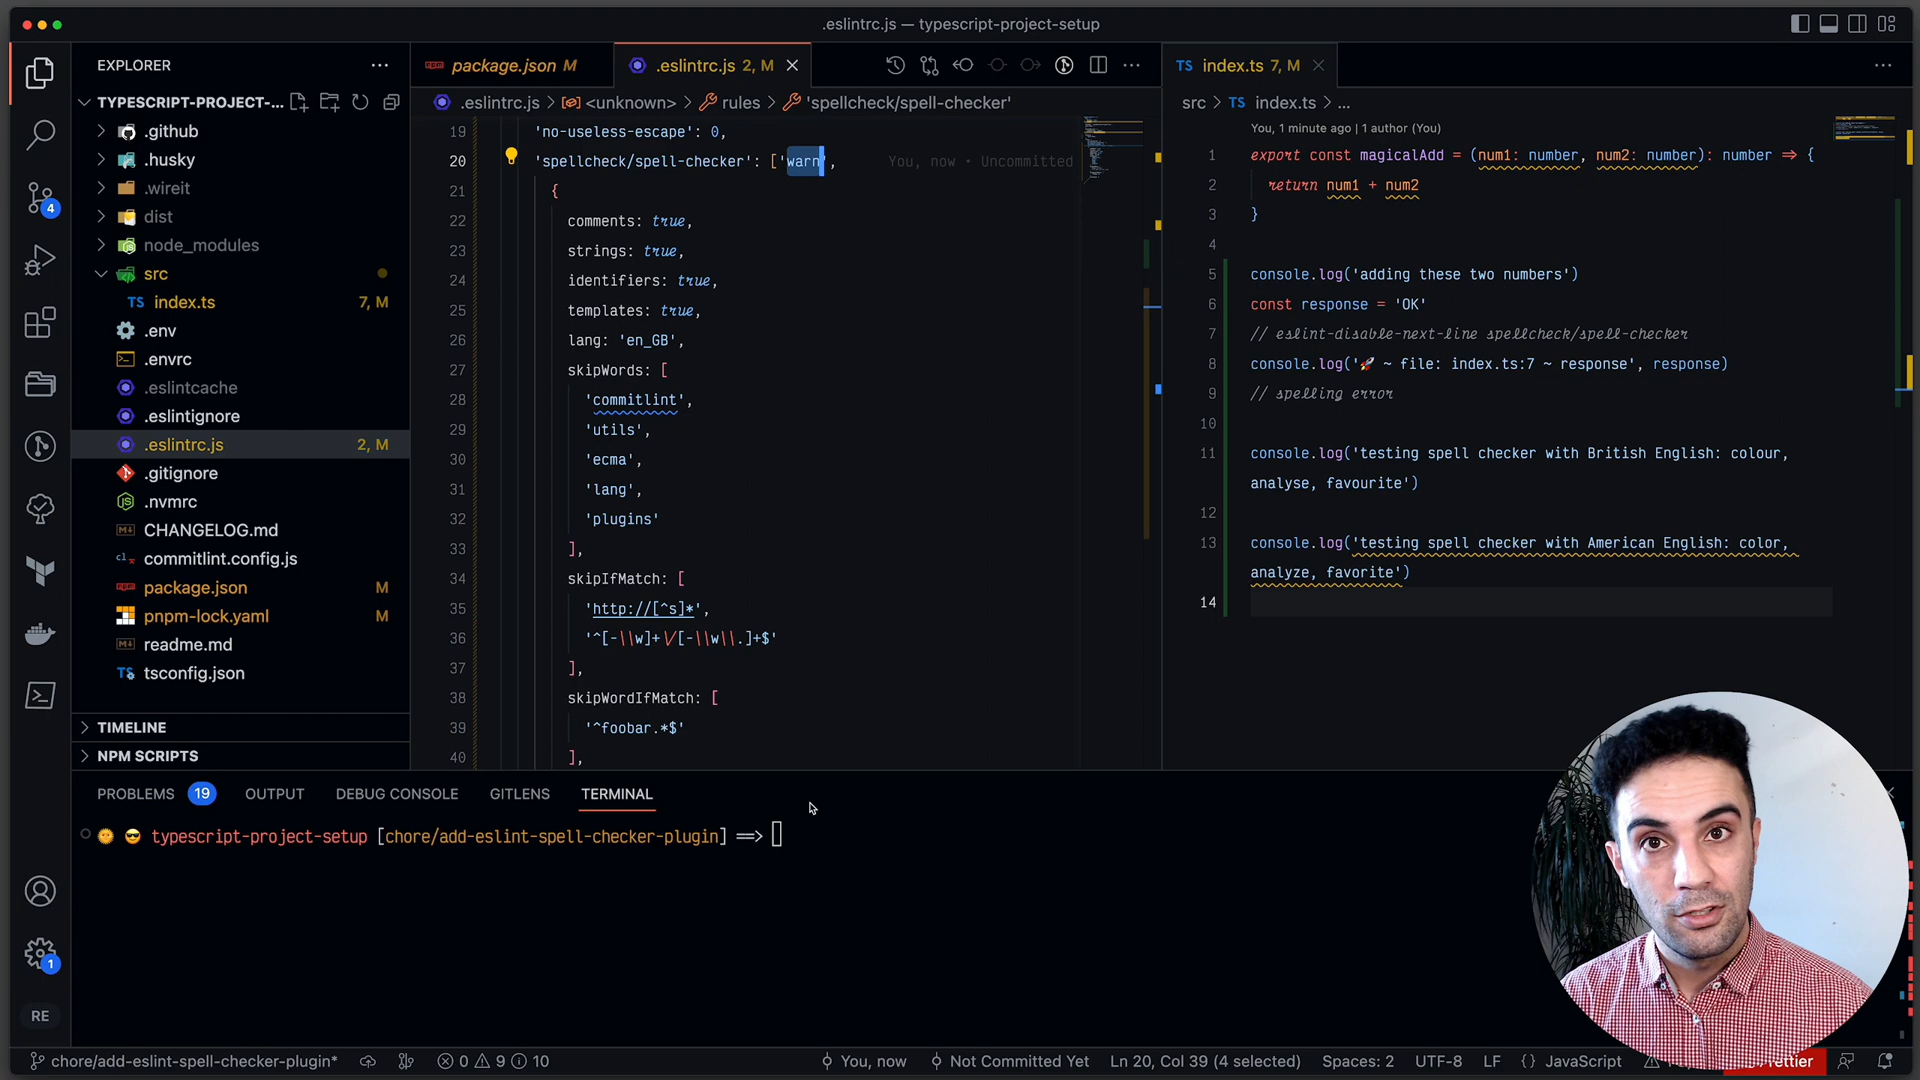 .eslintrc.js — typescript-project-setup
EXPLORER
TYPESCRIPT-PROJECT-...
.github
.husky
.wireit
dist
node_modules
src
TS index.ts 7, M
.env
.envrc
.eslintcache
.eslintignore
.eslintrc.js 2, M
.gitignore
.nvmrc
CHANGELOG.md
commitlint.config.js
package.json M
pnpm-lock.yaml M
readme.md
tsconfig.json
TIMELINE
NPM SCRIPTS
4
1
RE
package.json M
.eslintrc.js 2, M
.eslintrc.js > <unknown> > rules > 'spellcheck/spell-checker'
19 'no-useless-escape': 0,
20 'spellcheck/spell-checker': ['warn', You, now • Uncommitted
21 {
22 comments: true,
23 strings: true,
24 identifiers: true,
25 templates: true,
26 lang: 'en_GB',
27 skipWords: [
28 'commitlint',
29 'utils',
30 'ecma',
31 'lang',
32 'plugins'
33 ],
34 skipIfMatch: [
35 'http://[^s]*',
36 '^[-\\w]+\/[-\\w\\.]+$'
37 ],
38 skipWordIfMatch: [
39 '^foobar.*$'
40 ],
TS index.ts 7, M
src > TS index.ts > ...
You, 1 minute ago | 1 author (You)
1 export const magicalAdd = (num1: number, num2: number): number => {
2 return num1 + num2
3 }
4
5 console.log('adding these two numbers')
6 const response = 'OK'
7 // eslint-disable-next-line spellcheck/spell-checker
8 console.log('🚀 ~ file: index.ts:7 ~ response', response)
9 // spelling error
10
11 console.log('testing spell checker with British English: colour,
analyse, favourite')
12
13 console.log('testing spell checker with American English: color,
analyze, favorite')
14
PROBLEMS 19 OUTPUT DEBUG CONSOLE GITLENS TERMINAL
🌞 😎 typescript-project-setup [chore/add-eslint-spell-checker-plugin] ==>
chore/add-eslint-spell-checker-plugin* 0 9 10 You, now Not Committed Yet Ln 20, Col 39 (4 selected) Spaces: 2 UTF-8 LF {} JavaScript